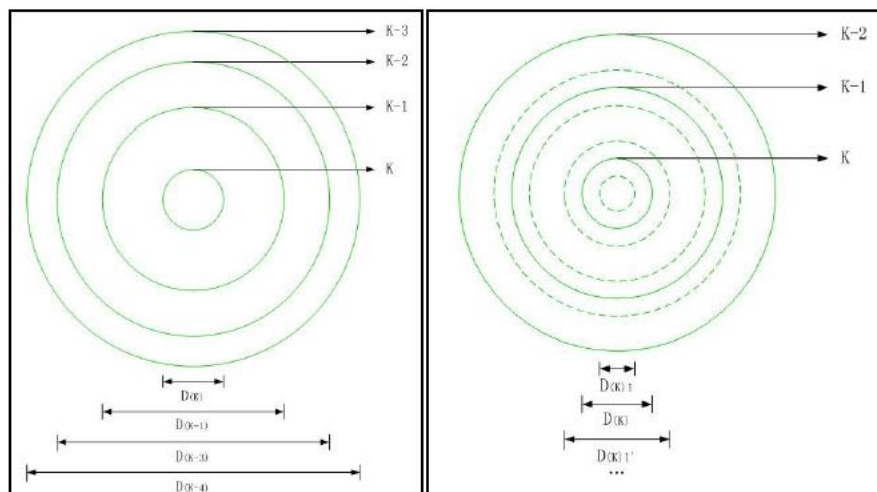 K-3
K-2
K-1
K
D(K)
D(K-1)
D(K-3)
D(K-4)
K-2
K-1
K
D(K)1
D(K)
D(K)1'
...